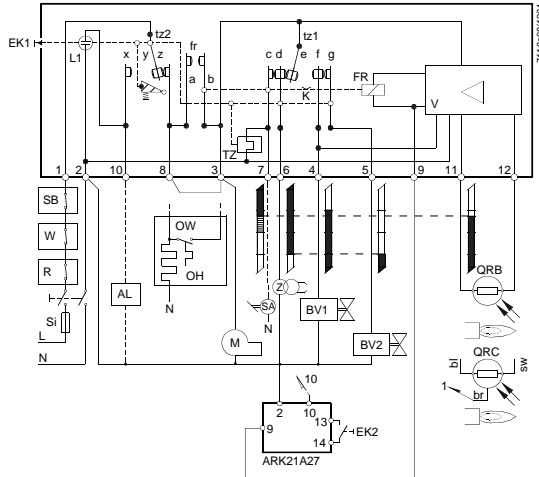 EK1
L1
tz2
fr
x y z
a b
tz1
c d e f g
K
FR
V
TZ
1 2 10 8 3 7 6 4 5 9 11 12
SB
W
R
Si
L
N
AL
OW
OH
N
M
SA
N
Z
BV1
BV2
QRB
QRC
bl
sw
br
1
10
2 10
9
13
14
EK2
ARK21A27